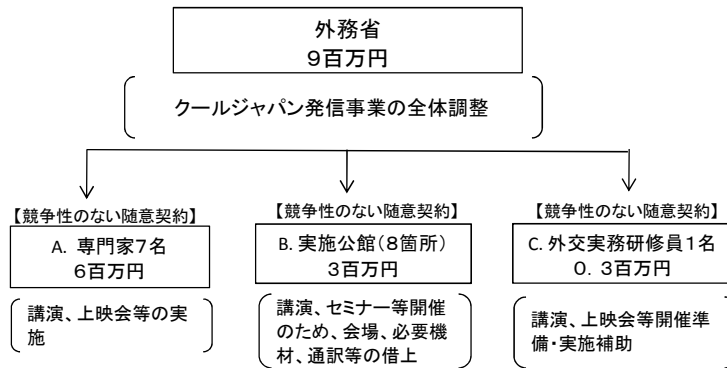 外務省
9百万円
クールジャパン発信事業の全体調整
【競争性のない随意契約】
A. 専門家7名
6百万円
講演、上映会等の実
施
【競争性のない随意契約】
B. 実施公館(8箇所)
3百万円
講演、セミナー等開催
のため、会場、必要機
材、通訳等の借上
【競争性のない随意契約】
C. 外交実務研修員1名
0. 3百万円
講演、上映会等開催準
備・実施補助